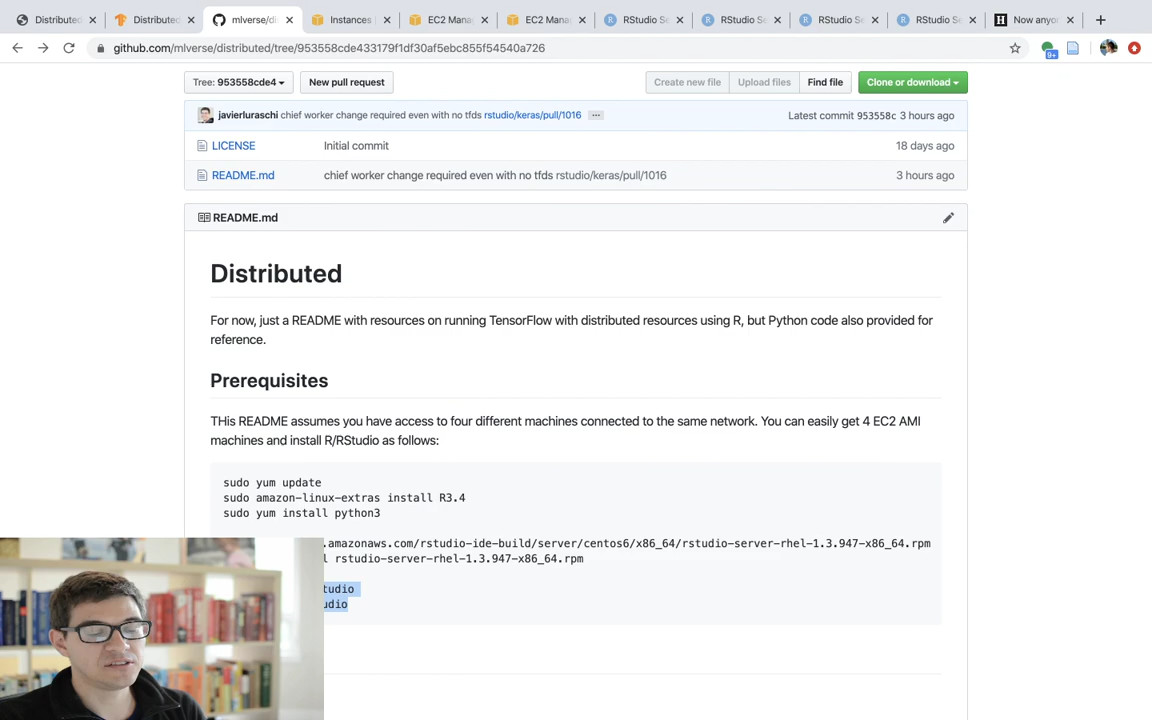 Distributed
Distributed
mlverse/di
Instances
EC2 Mana
EC2 Mana
RStudio Se
RStudio Se
RStudio Se
RStudio Se
Now anyo
github.com/mlverse/distributed/tree/953558cde433179f1df30af5ebc855f54540a726
9+
Tree: 953558cde4
New pull request
Create new file
Upload files
Find file
Clone or download
javierluraschi chief worker change required even with no tfds rstudio/keras/pull/1016 ...
Latest commit 953558c 3 hours ago
LICENSE
Initial commit
18 days ago
README.md
chief worker change required even with no tfds rstudio/keras/pull/1016
3 hours ago
README.md
Distributed
For now, just a README with resources on running TensorFlow with distributed resources using R, but Python code also provided for
reference.
Prerequisites
THis README assumes you have access to four different machines connected to the same network. You can easily get 4 EC2 AMI
machines and install R/RStudio as follows:
sudo yum update
sudo amazon-linux-extras install R3.4
sudo yum install python3
.amazonaws.com/rstudio-ide-build/server/centos6/x86_64/rstudio-server-rhel-1.3.947-x86_64.rpm
l rstudio-server-rhel-1.3.947-x86_64.rpm
tudio
udio